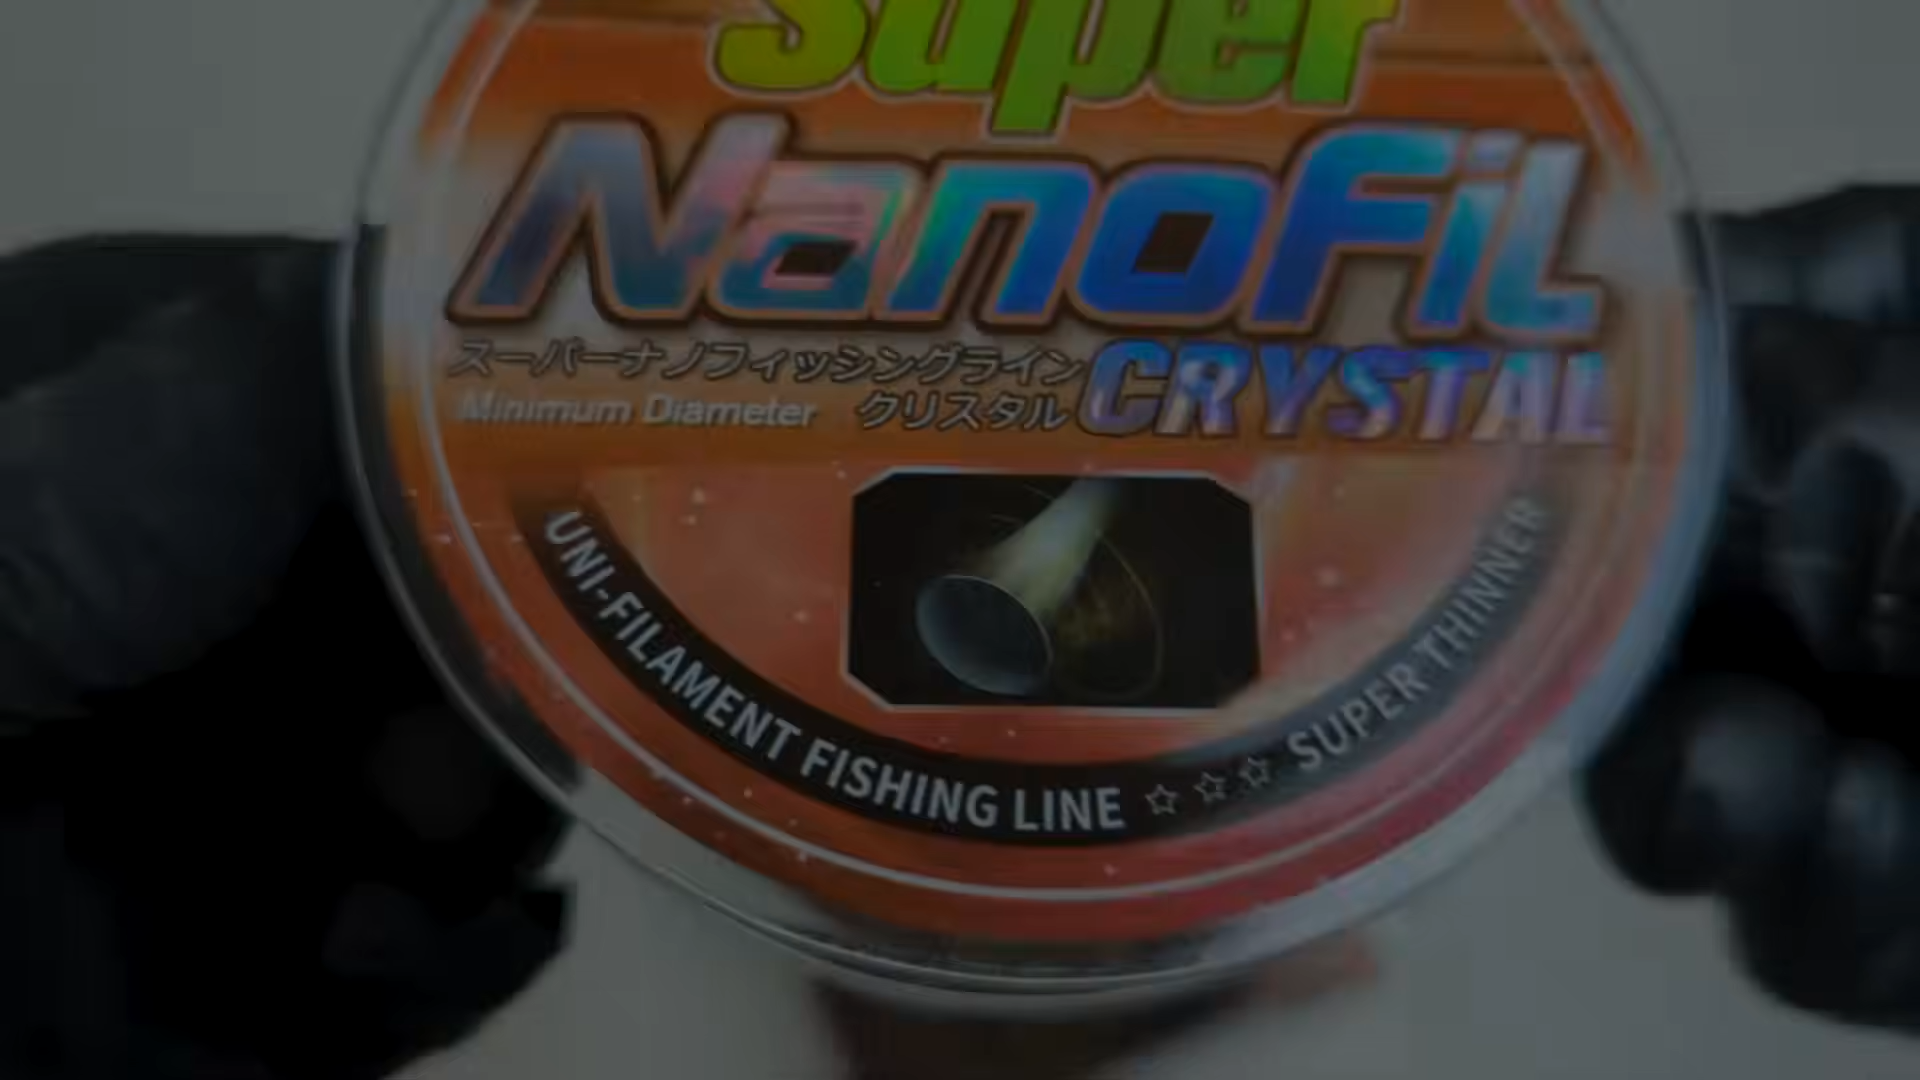 Super
NanoFil
スーパーナノフィッシングライン
CRYSTAL
Minimum Diameter クリスタル
UNI-FILAMENT FISHING LINE ☆ ☆ ☆ SUPER THINNER